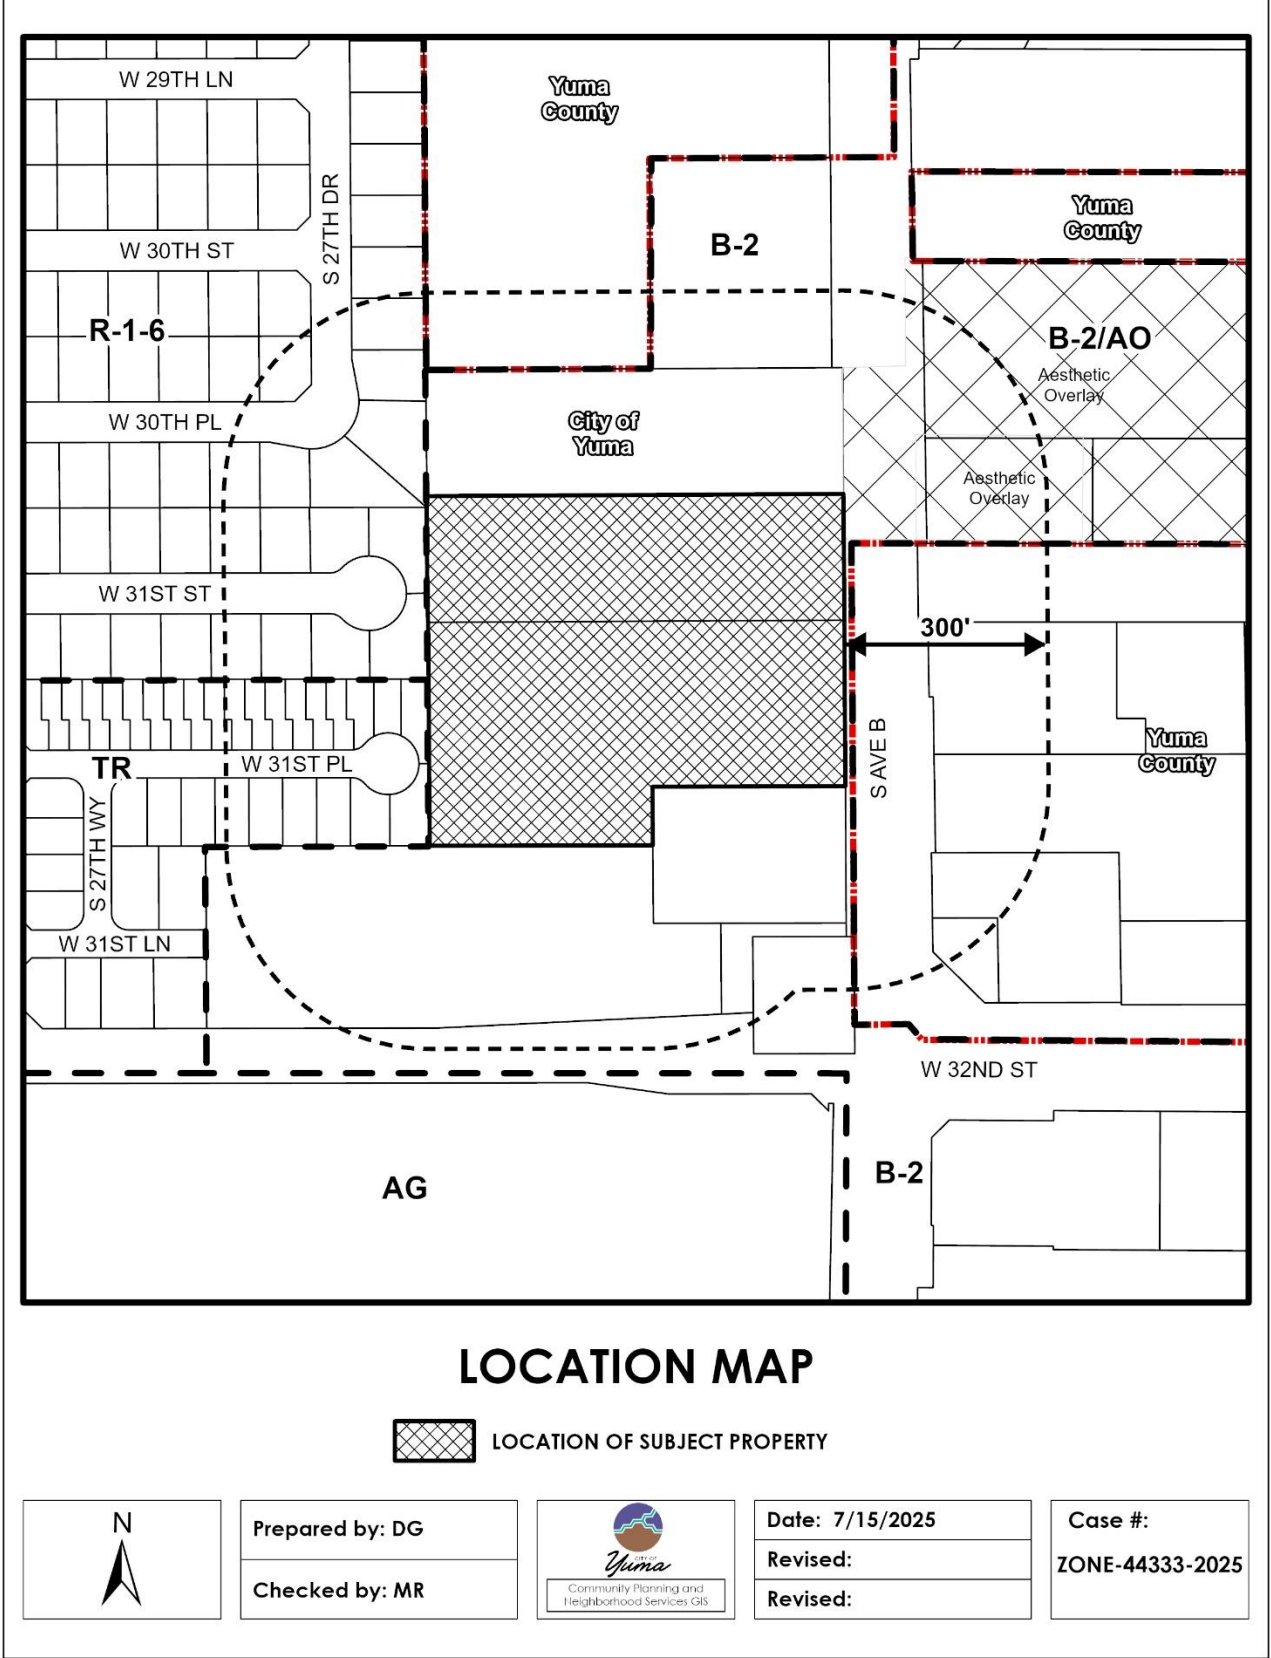 W 29TH LN
Yuma
County
S 27TH DR
Yuma
County
W 30TH ST
B-2
R-1-6
B-2/AO
Aesthetic
Overlay
W 30TH PL
City of
Yuma
Aesthetic
Overlay
W 31ST ST
300'
S AVE B
Yuma
County
TR
W 31ST PL
S 27TH WY
W 31ST LN
W 32ND ST
AG
B-2
LOCATION MAP
LOCATION OF SUBJECT PROPERTY
N
Prepared by: DG
Checked by: MR
CITY OF
Yuma
Community Planning and
Neighborhood Services GIS
Date: 7/15/2025
Revised:
Revised:
Case #:
ZONE-44333-2025